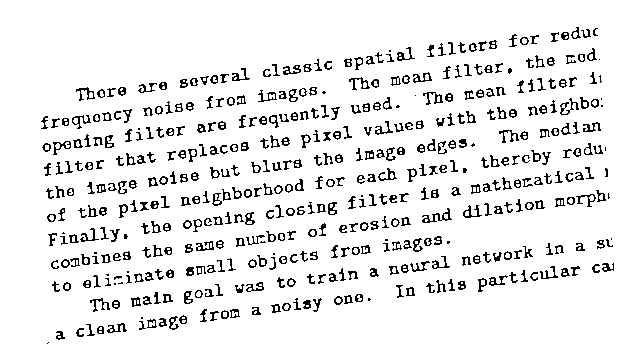 There are several classic spatial filters for reduc
frequency noise from images. The mean filter, the med
opening filter are frequently used. The mean filter i
filter that replaces the pixel values with the neighbo
the image noise but blurs the image edges. The median
of the pixel neighborhood for each pixel, thereby redu
Finally, the opening closing filter is a mathematical
combines the same number of erosion and dilation morph
to eliminate small objects from images.
The main goal was to train a neural network in a su
a clean image from a noisy one. In this particular ca